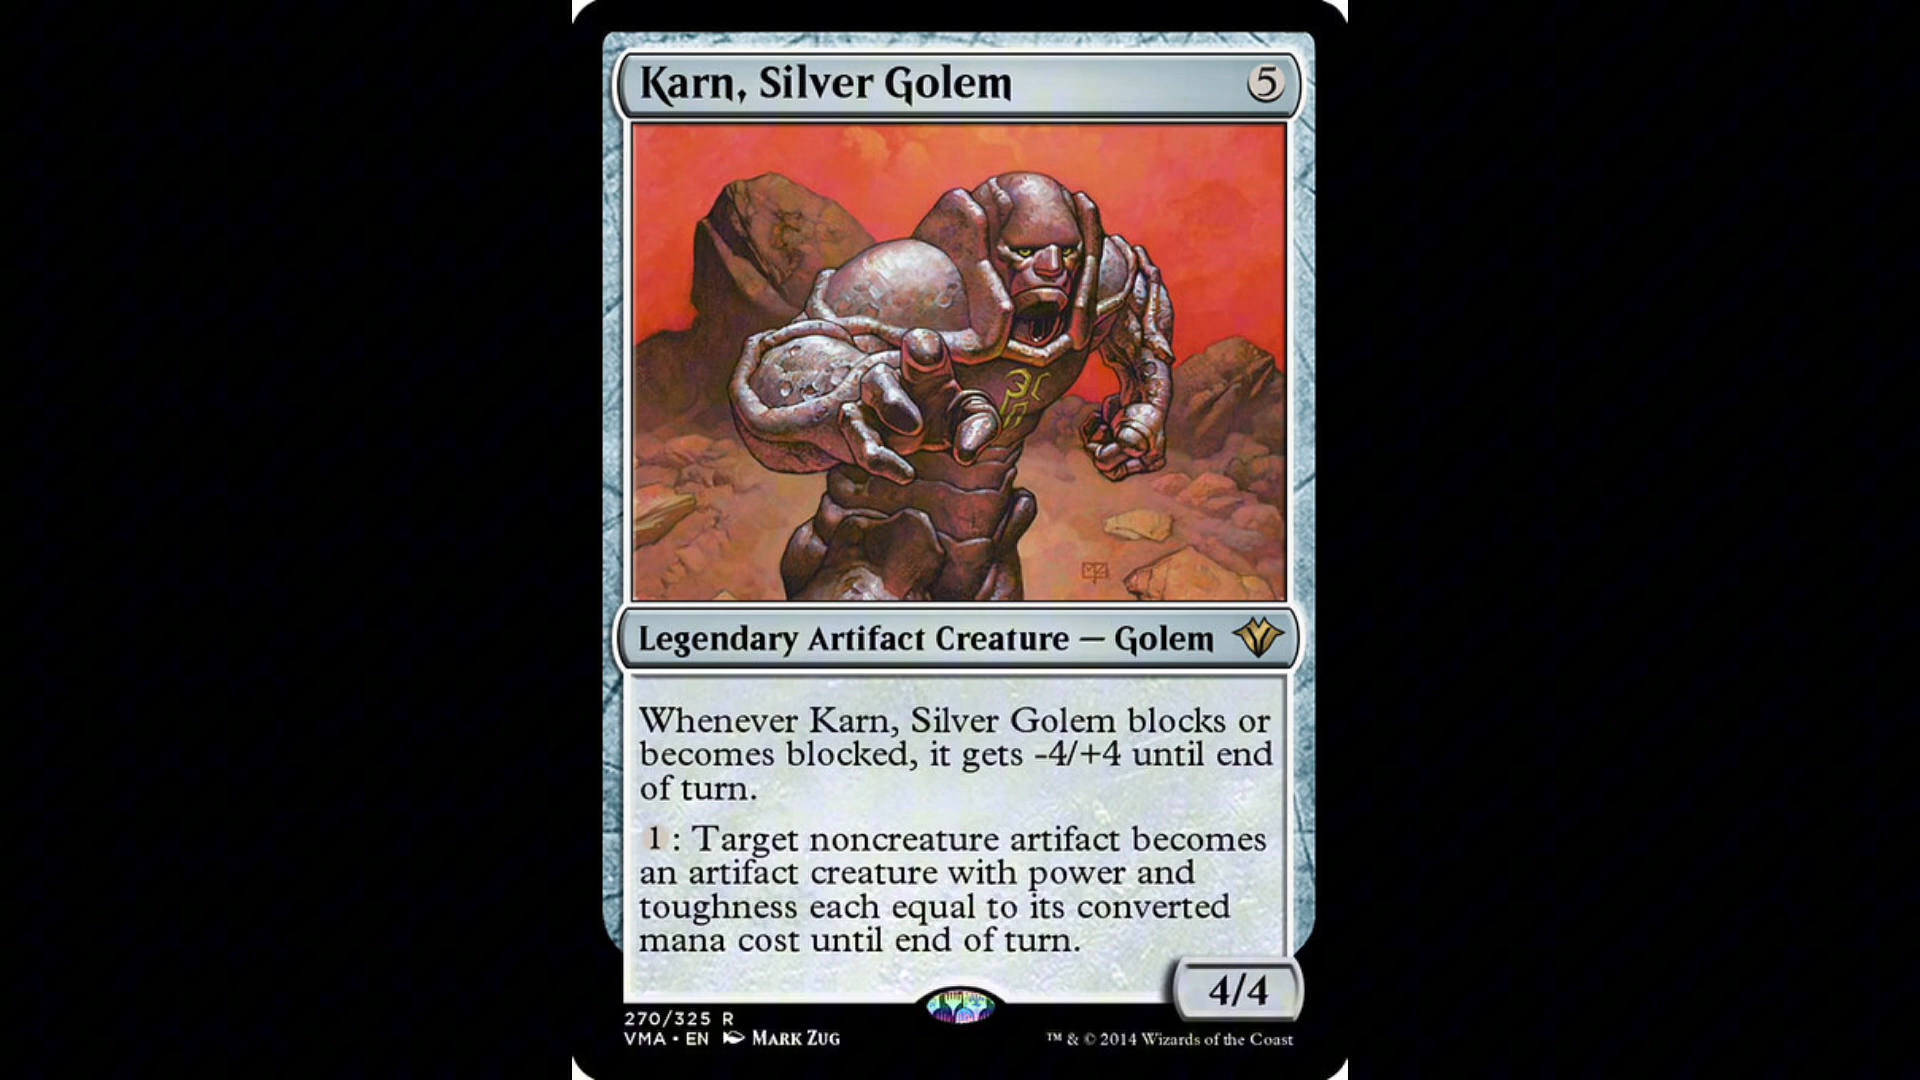 Karn, Silver Golem 5
Legendary Artifact Creature — Golem
Whenever Karn, Silver Golem blocks or
becomes blocked, it gets -4/+4 until end
of turn.
1: Target noncreature artifact becomes
an artifact creature with power and
toughness each equal to its converted
mana cost until end of turn.
4/4
270/325 R
VMA • EN MARK ZUG
™ & © 2014 Wizards of the Coast